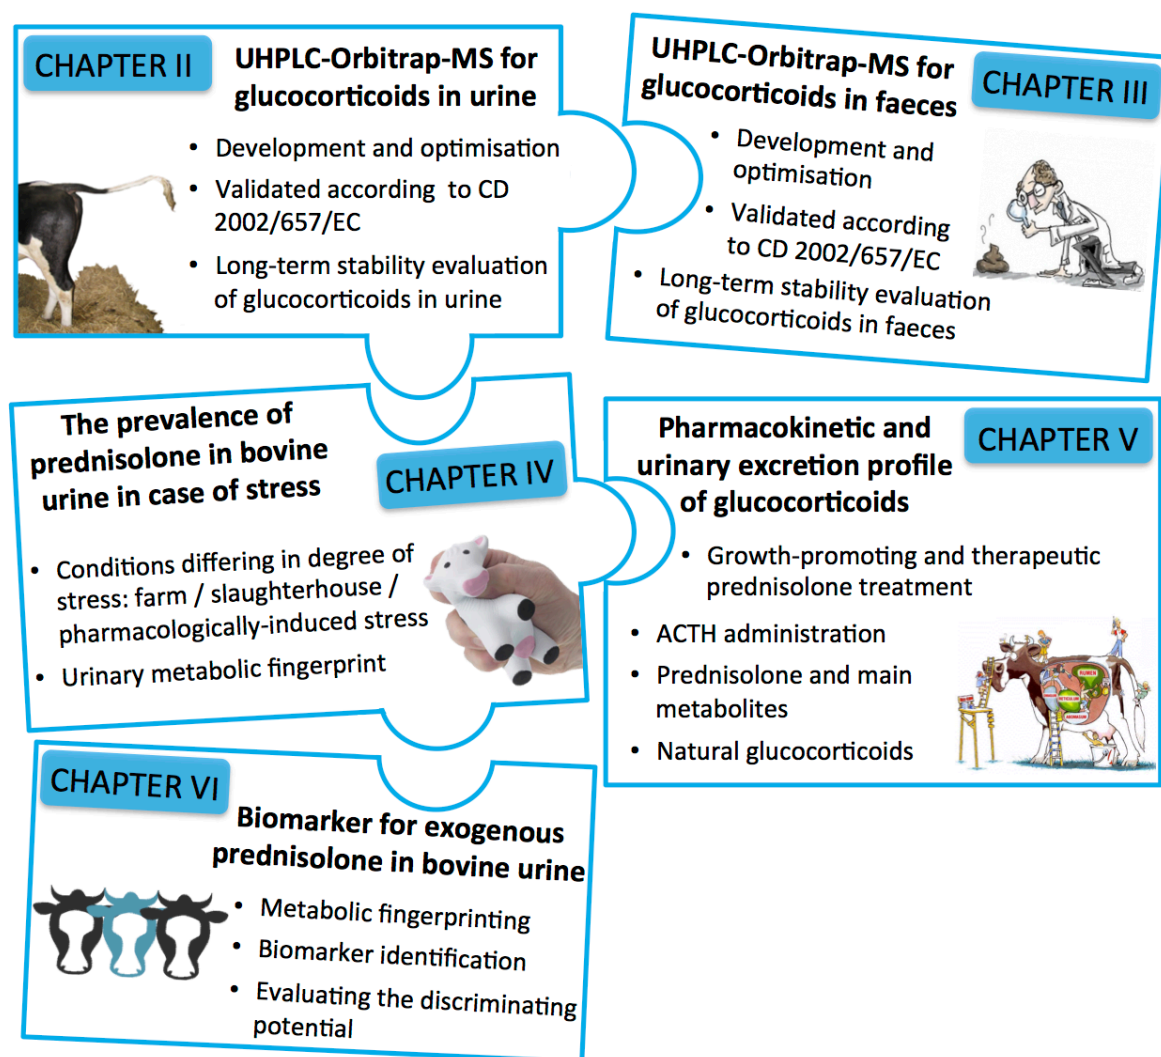 CHAPTER II
UHPLC-Orbitrap-MS for
glucocorticoids in urine
• Development and optimisation
• Validated according to CD
2002/657/EC
• Long-term stability evaluation
of glucocorticoids in urine
UHPLC-Orbitrap-MS for
glucocorticoids in faeces
CHAPTER III
• Development and
optimisation
• Validated according
to CD 2002/657/EC
• Long-term stability evaluation
of glucocorticoids in faeces
The prevalence of
prednisolone in bovine
urine in case of stress
CHAPTER IV
• Conditions differing in degree of
stress: farm / slaughterhouse /
pharmacologically-induced stress
• Urinary metabolic fingerprint
Pharmacokinetic and
urinary excretion profile
of glucocorticoids
CHAPTER V
• Growth-promoting and therapeutic
prednisolone treatment
• ACTH administration
• Prednisolone and main
metabolites
• Natural glucocorticoids
RUMEN
CHAPTER VI
Biomarker for exogenous
prednisolone in bovine urine
• Metabolic fingerprinting
• Biomarker identification
• Evaluating the discriminating
potential